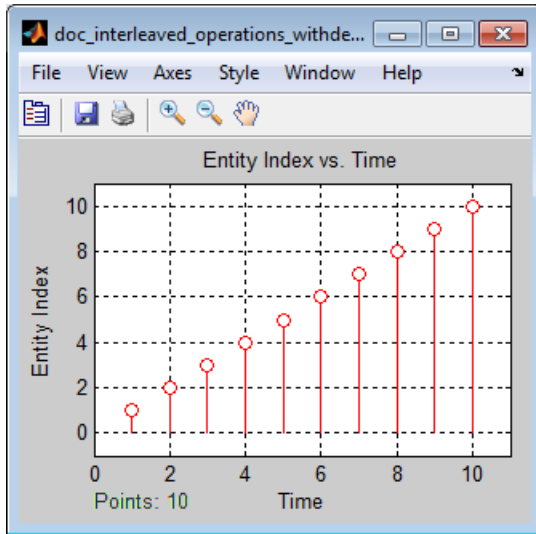 doc_interleaved_operations_withde...
File View Axes Style Window Help
Entity Index vs. Time
Entity Index
10
8
6
4
2
0
0 2 4 6 8 10
Points: 10 Time